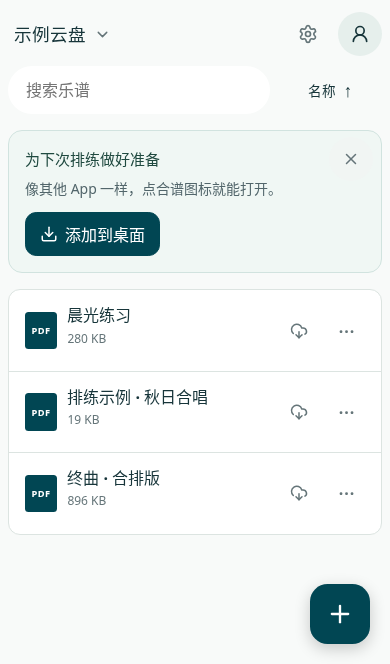 示例云盘
搜索乐谱
名称 ↑
为下次排练做好准备
像其他 App 一样，点合谱图标就能打开。
添加到桌面
PDF
晨光练习
280 KB
PDF
排练示例 · 秋日合唱
19 KB
PDF
终曲 · 合排版
896 KB